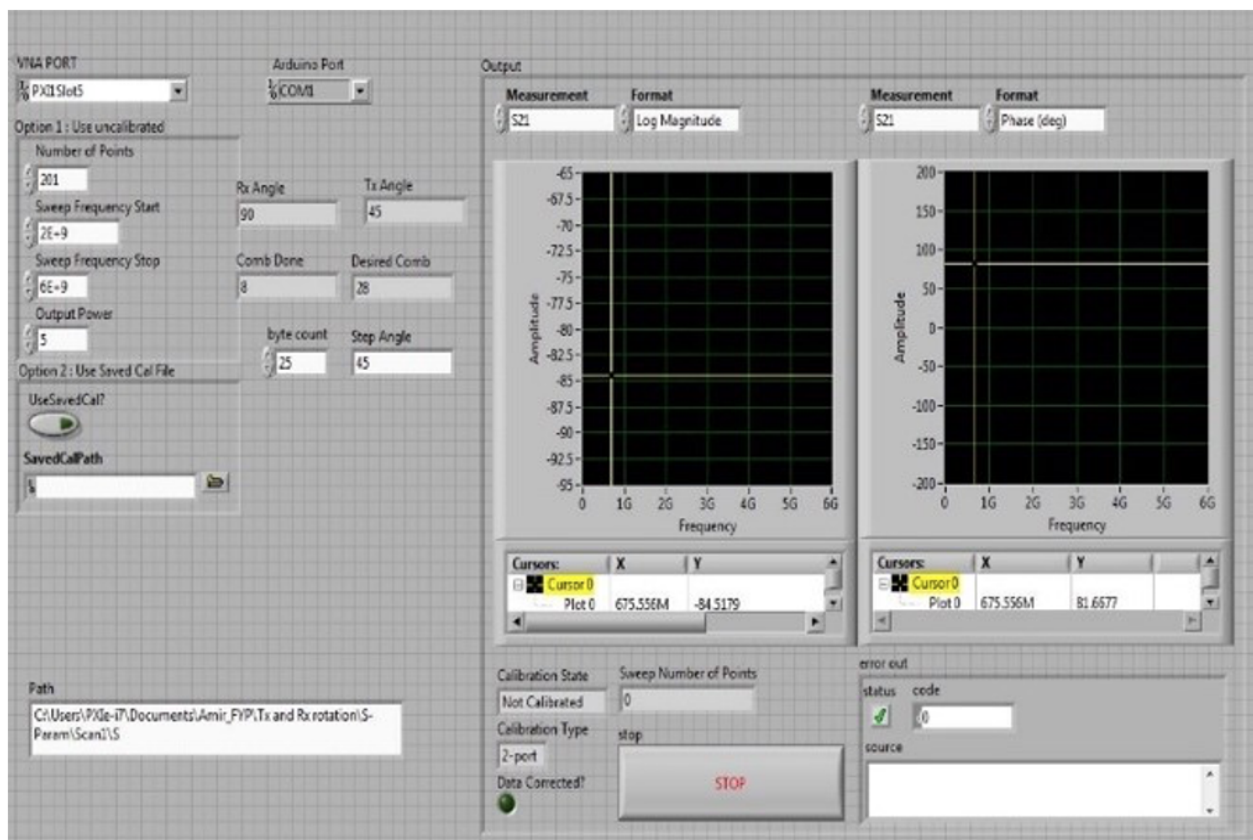 VNA PORT
PXI1Slot5
Arduino Port
COM1
Option 1 : Use uncalibrated
Number of Points
201
Sweep Frequency Start
2E+9
Sweep Frequency Stop
6E+9
Output Power
5
Rx Angle
90
Tx Angle
45
Comb Done
8
Desired Comb
28
byte count
25
Step Angle
45
Option 2 : Use Saved Cal File
UseSavedCal?
SavedCalPath
Path
C:\Users\PXIe-i7\Documents\Amir_FYP\Tx and Rx rotation\S-
Param\Scan1\S
Output
Measurement
S21
Format
Log Magnitude
Amplitude
-65
-67.5
-70
-72.5
-75
-77.5
-80
-82.5
-85
-87.5
-90
-92.5
-95
0 1G 2G 3G 4G 5G 6G
Frequency
Cursors: X Y
Cursor 0
Plot 0 675.556M -84.5179
Measurement
S21
Format
Phase (deg)
Amplitude
200
150
100
50
0
-50
-100
-150
-200
0 1G 2G 3G 4G 5G 6G
Frequency
Cursors: X Y
Cursor 0
Plot 0 675.556M 81.6677
Calibration State
Not Calibrated
Calibration Type
2-port
Data Corrected?
Sweep Number of Points
0
stop
STOP
error out
status
code
0
source